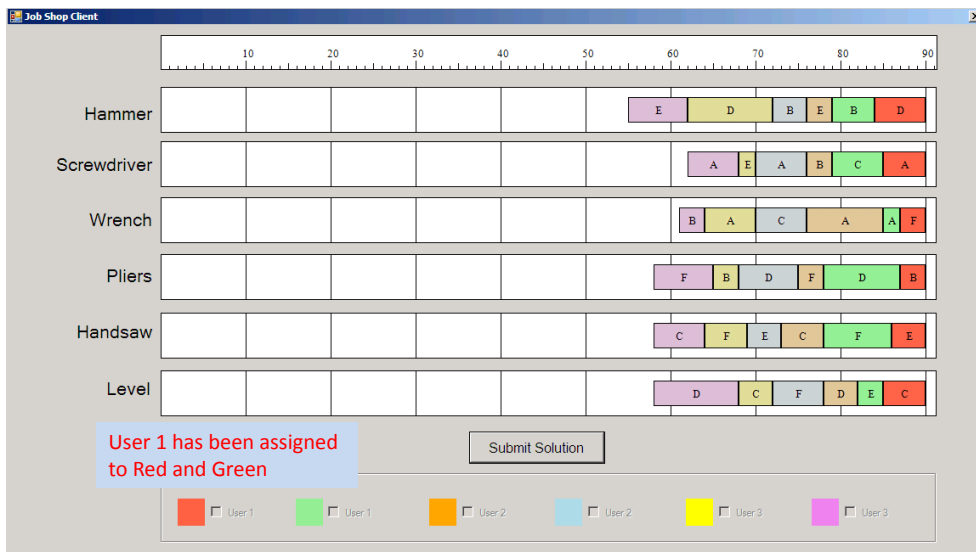 Job Shop Client
10 20 30 40 50 60 70 80 90
Hammer E D B E B D
Screwdriver A E A B C A
Wrench B A C A A F
Pliers F B D F D B
Handsaw C F E C F E
Level D C F D E C
User 1 has been assigned
to Red and Green
Submit Solution
User 1 User 1 User 2 User 2 User 3 User 3